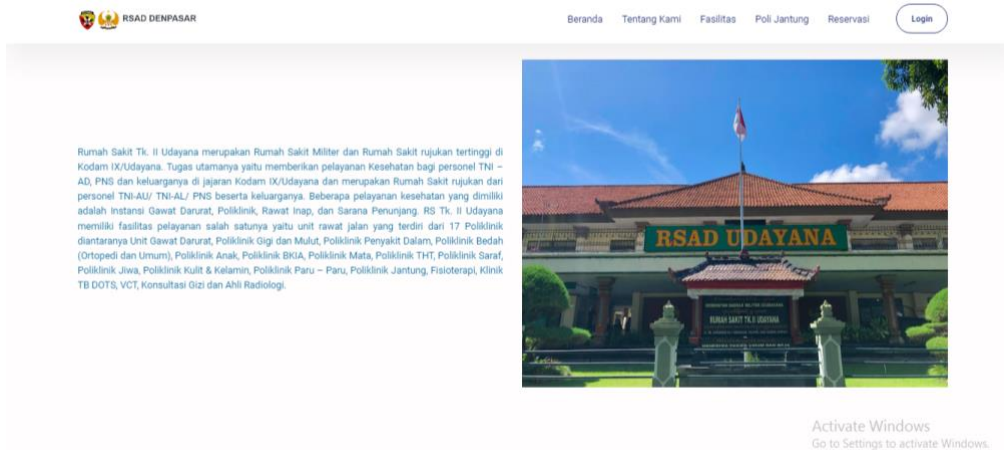 RSAD DENPASAR
Beranda Tentang Kami Fasilitas Poli Jantung Reservasi Login
Rumah Sakit Tk. II Udayana merupakan Rumah Sakit Militer dan Rumah Sakit rujukan tertinggi di
Kodam IX/Udayana. Tugas utamanya yaitu memberikan pelayanan Kesehatan bagi personel TNI –
AD, PNS dan keluarganya di jajaran Kodam IX/Udayana dan merupakan Rumah Sakit rujukan dari
personel TNI-AU/ TNI-AL/ PNS beserta keluarganya. Beberapa pelayanan kesehatan yang dimiliki
adalah Instansi Gawat Darurat, Poliklinik, Rawat Inap, dan Sarana Penunjang. RS Tk. II Udayana
memiliki fasilitas pelayanan salah satunya yaitu unit rawat jalan yang terdiri dari 17 Poliklinik
diantaranya Unit Gawat Darurat, Poliklinik Gigi dan Mulut, Poliklinik Penyakit Dalam, Poliklinik Bedah
(Ortopedi dan Umum), Poliklinik Anak, Poliklinik BKIA, Poliklinik Mata, Poliklinik THT, Poliklinik Saraf,
Poliklinik Jiwa, Poliklinik Kulit & Kelamin, Poliklinik Paru – Paru, Poliklinik Jantung, Fisioterapi, Klinik
TB DOTS, VCT, Konsultasi Gizi dan Ahli Radiologi.
RSAD UDAYANA
RUMAH SAKIT TK. II UDAYANA
Activate Windows
Go to Settings to activate Windows.